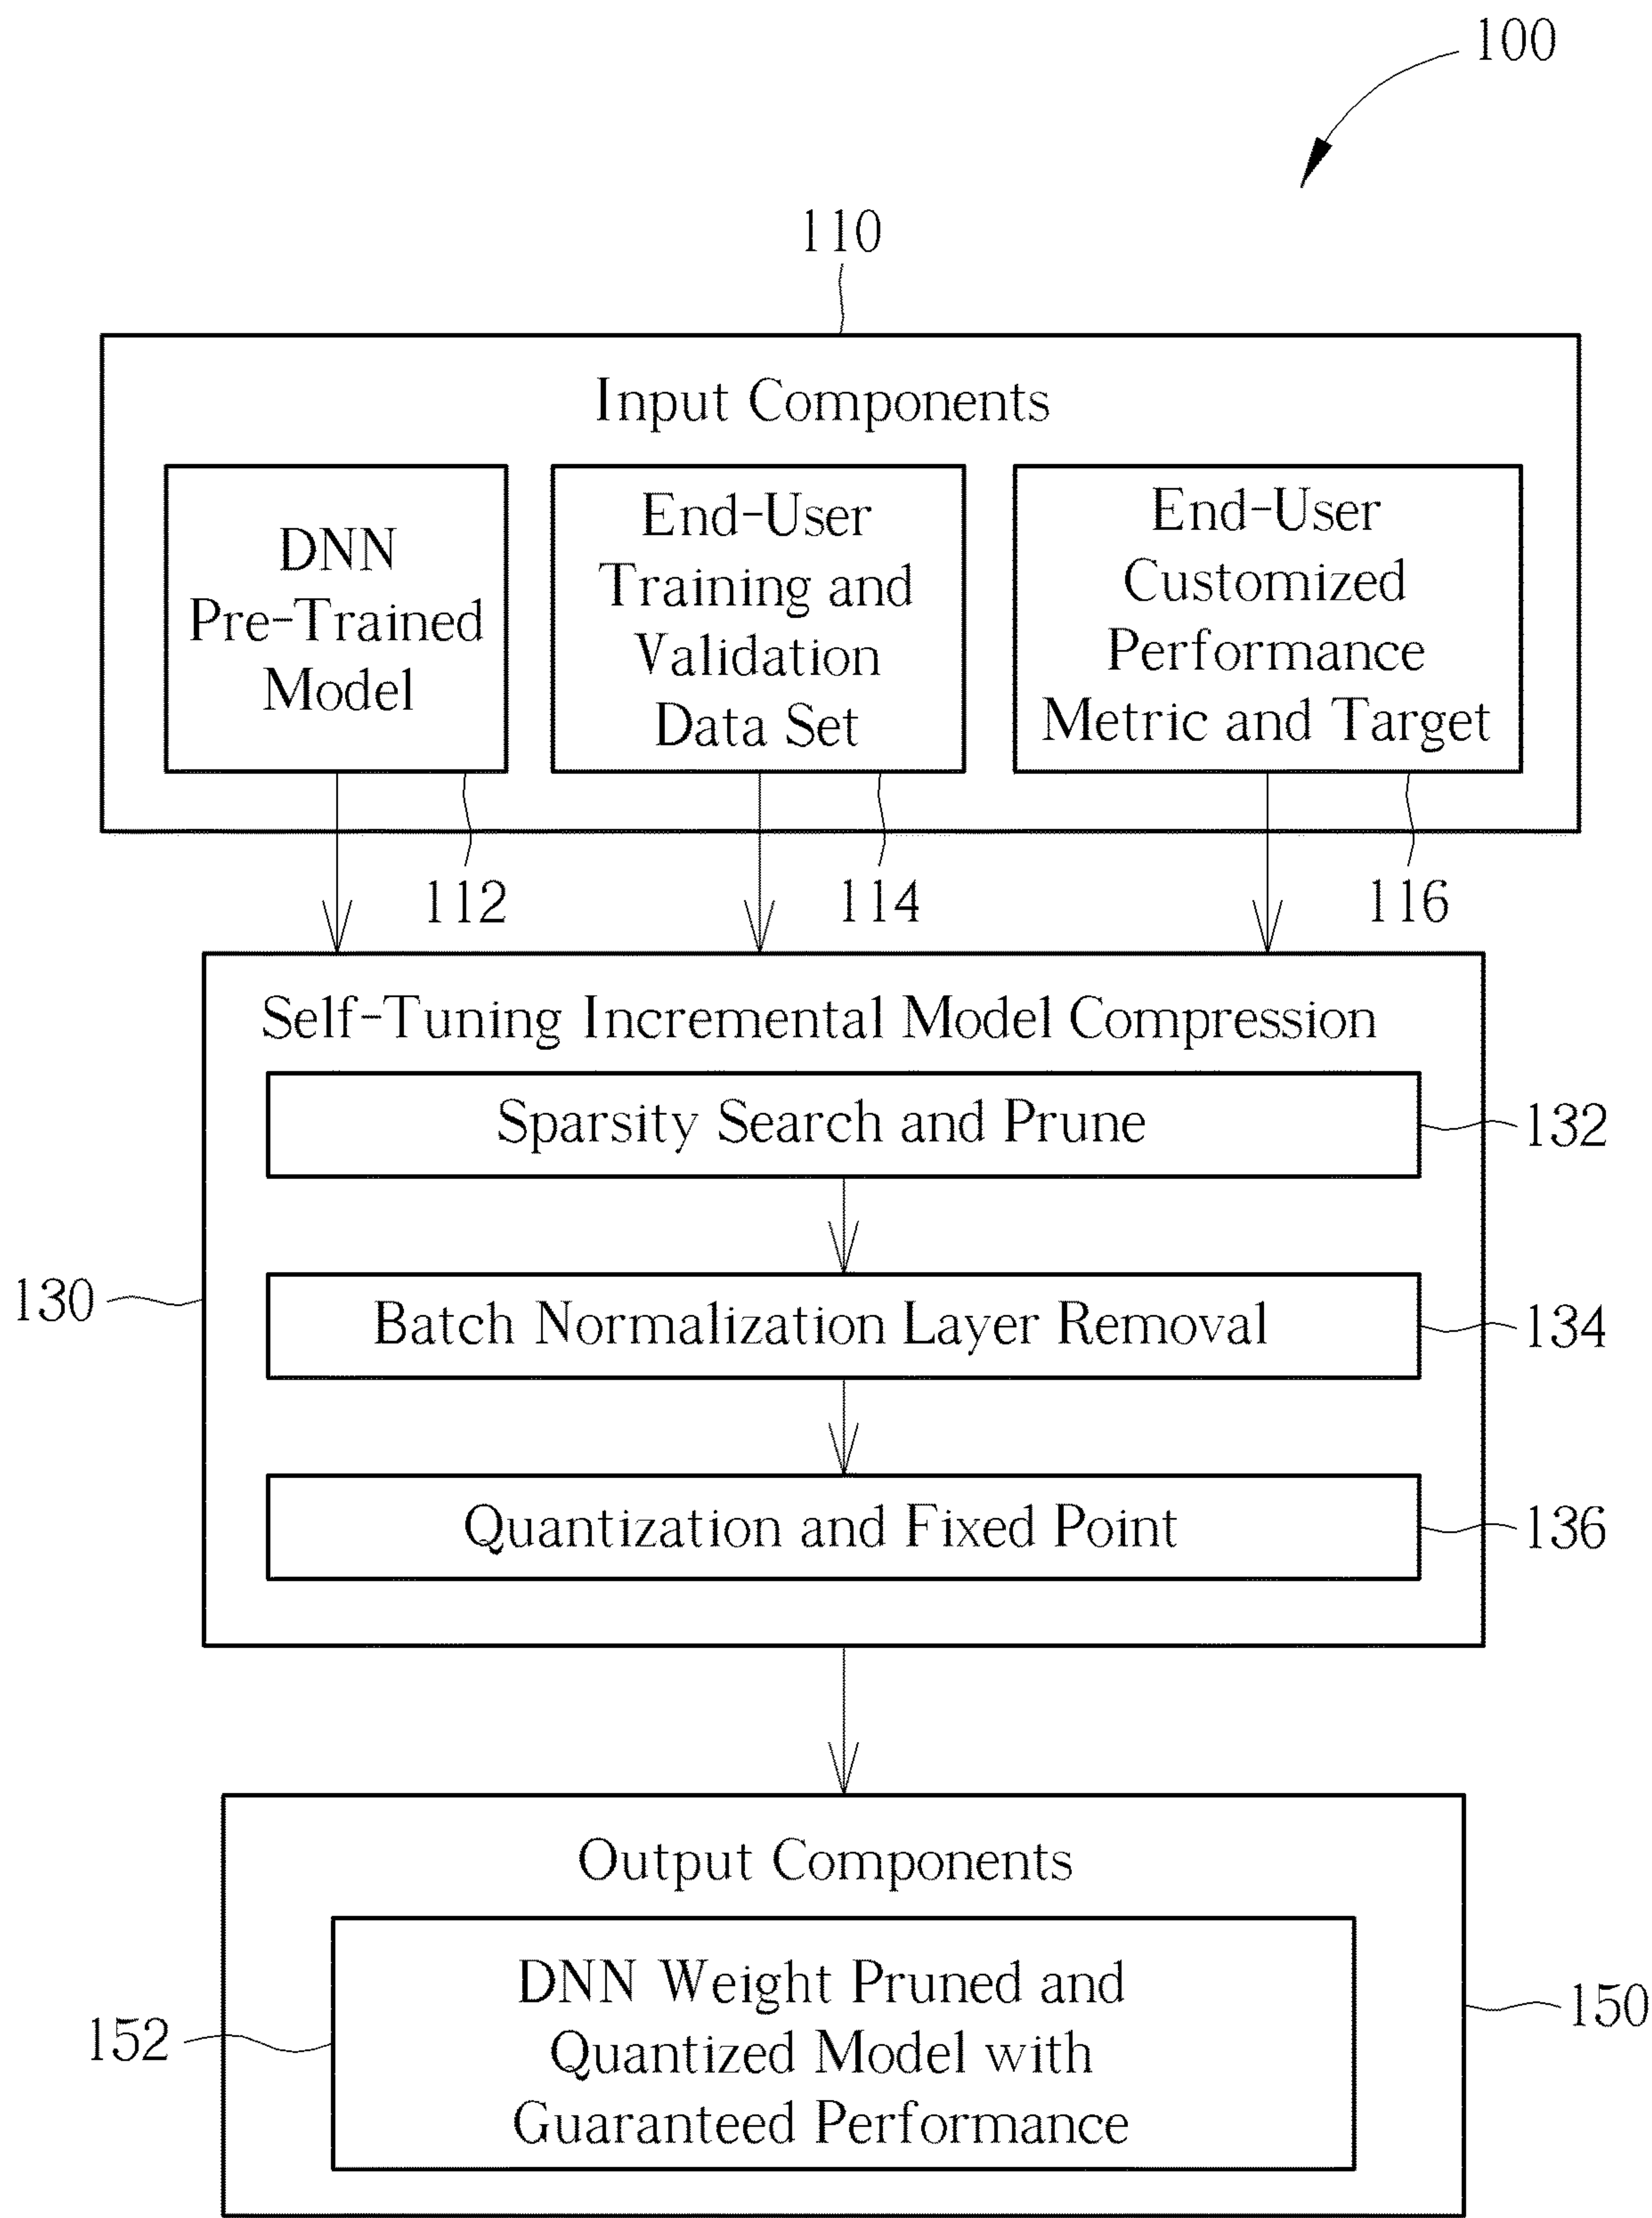 100
110
Input Components
DNN
Pre-Trained
Model
End-User
Training and
Validation
Data Set
End-User
Customized
Performance
Metric and Target
112
114
116
Self-Tuning Incremental Model Compression
Sparsity Search and Prune
132
130
Batch Normalization Layer Removal
134
Quantization and Fixed Point
136
Output Components
DNN Weight Pruned and
Quantized Model with
Guaranteed Performance
150
152